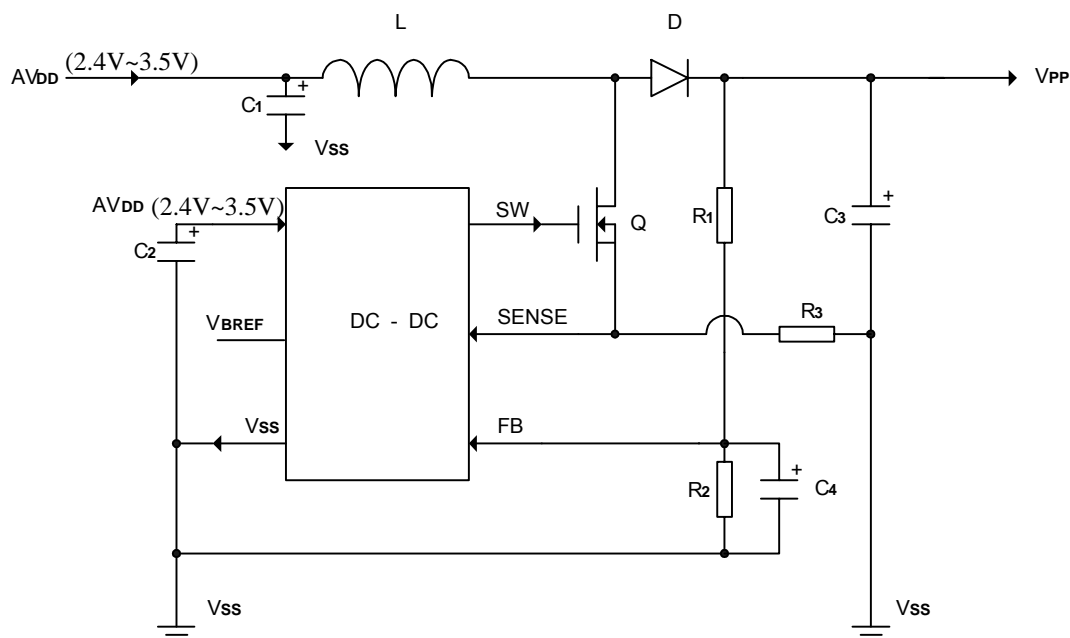 L
D
AVDD (2.4V~3.5V)
VPP
C1
+
VSS
AVDD (2.4V~3.5V)
+
C2
SW
Q
R1
C3
+
VBREF
DC - DC
SENSE
R3
VSS
FB
R2
+
C4
VSS
VSS